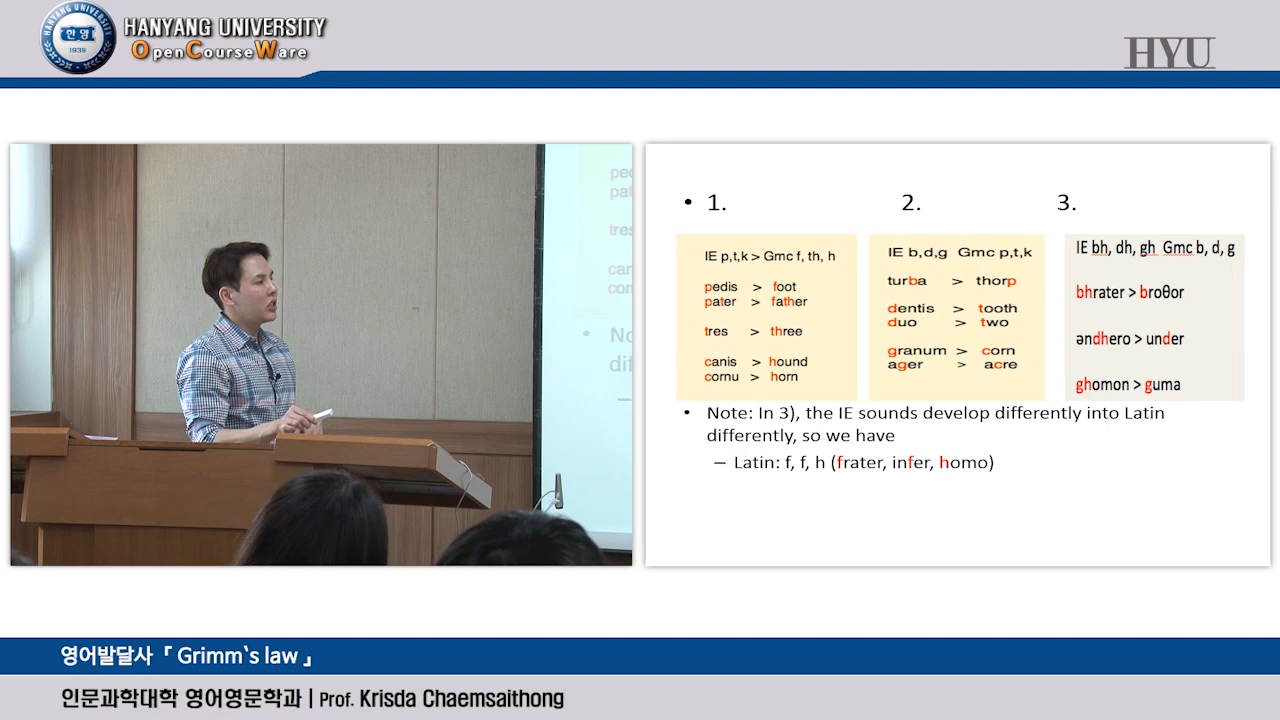 HANYANG UNIVERSITY
OpenCourseWare
한양
1939
HYU
• 1. 2. 3.
IE p,t,k > Gmc f, th, h
pedis > foot
pater > father
tres > three
canis > hound
cornu > horn
IE b,d,g Gmc p,t,k
turba > thorp
dentis > tooth
duo > two
granum > corn
ager > acre
IE bh, dh, gh Gmc b, d, g
bhrater > broθor
əndhero > under
ghomon > guma
• Note: In 3), the IE sounds develop differently into Latin
differently, so we have
– Latin: f, f, h (frater, infer, homo)
영어발달사 「 Grimm`s law 」
인문과학대학 영어영문학과 | Prof. Krisda Chaemsaithong